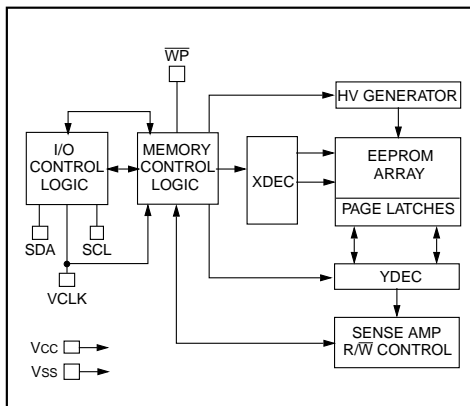 W̅P̅
HV GENERATOR
I/O
CONTROL
LOGIC
MEMORY
CONTROL
LOGIC
XDEC
EEPROM
ARRAY
PAGE LATCHES
SDA
SCL
VCLK
YDEC
SENSE AMP
R/W̅ CONTROL
Vcc
Vss